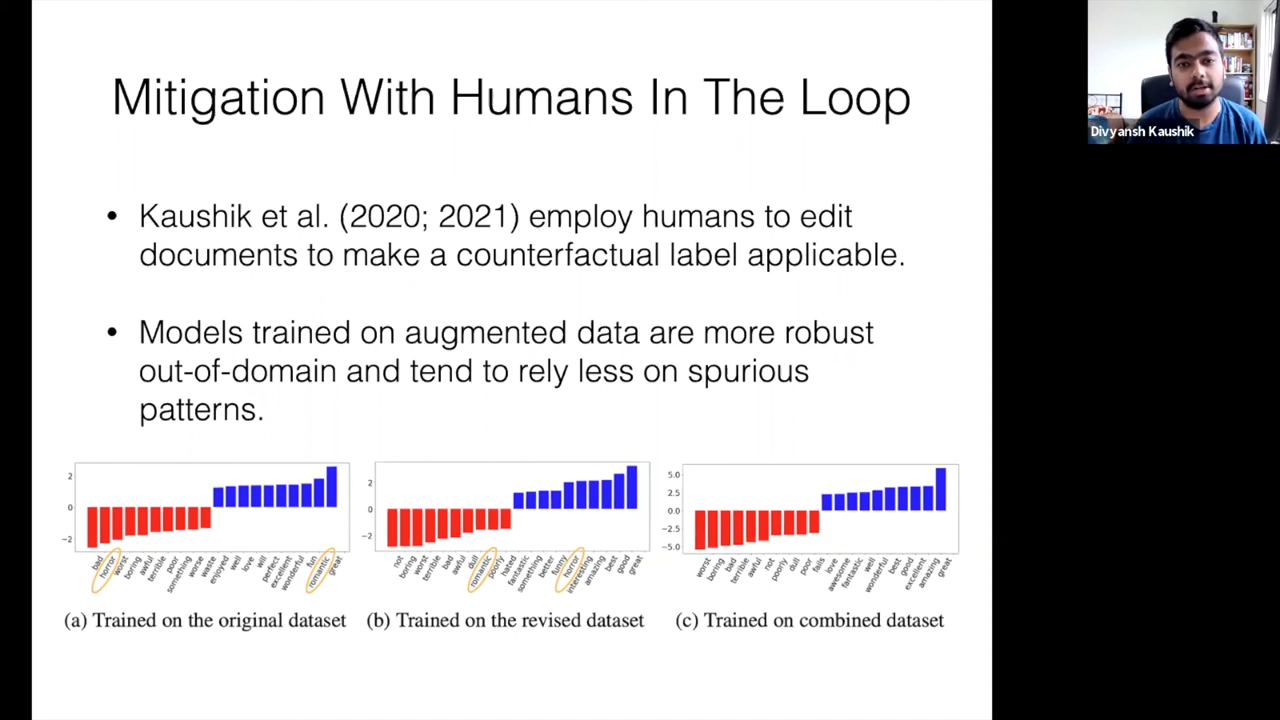 Mitigation With Humans In The Loop
Divyansh Kaushik
• Kaushik et al. (2020; 2021) employ humans to edit
documents to make a counterfactual label applicable.
• Models trained on augmented data are more robust
out-of-domain and tend to rely less on spurious
patterns.
2
0
−2
bad
horror
worst
boring
awful
terrible
poor
something
worse
waste
enjoyed
well
love
will
perfect
excellent
wonderful
fun
romantic
great
(a) Trained on the original dataset
2
0
−2
not
boring
worst
terrible
bad
awful
dull
romantic
poorly
hated
fantastic
something
better
funny
horror
interesting
amazing
best
good
great
(b) Trained on the revised dataset
5.0
2.5
0.0
−2.5
−5.0
worst
boring
bad
terrible
awful
not
poorly
dull
poor
fails
love
awesome
fantastic
well
wonderful
best
good
excellent
amazing
great
(c) Trained on combined dataset